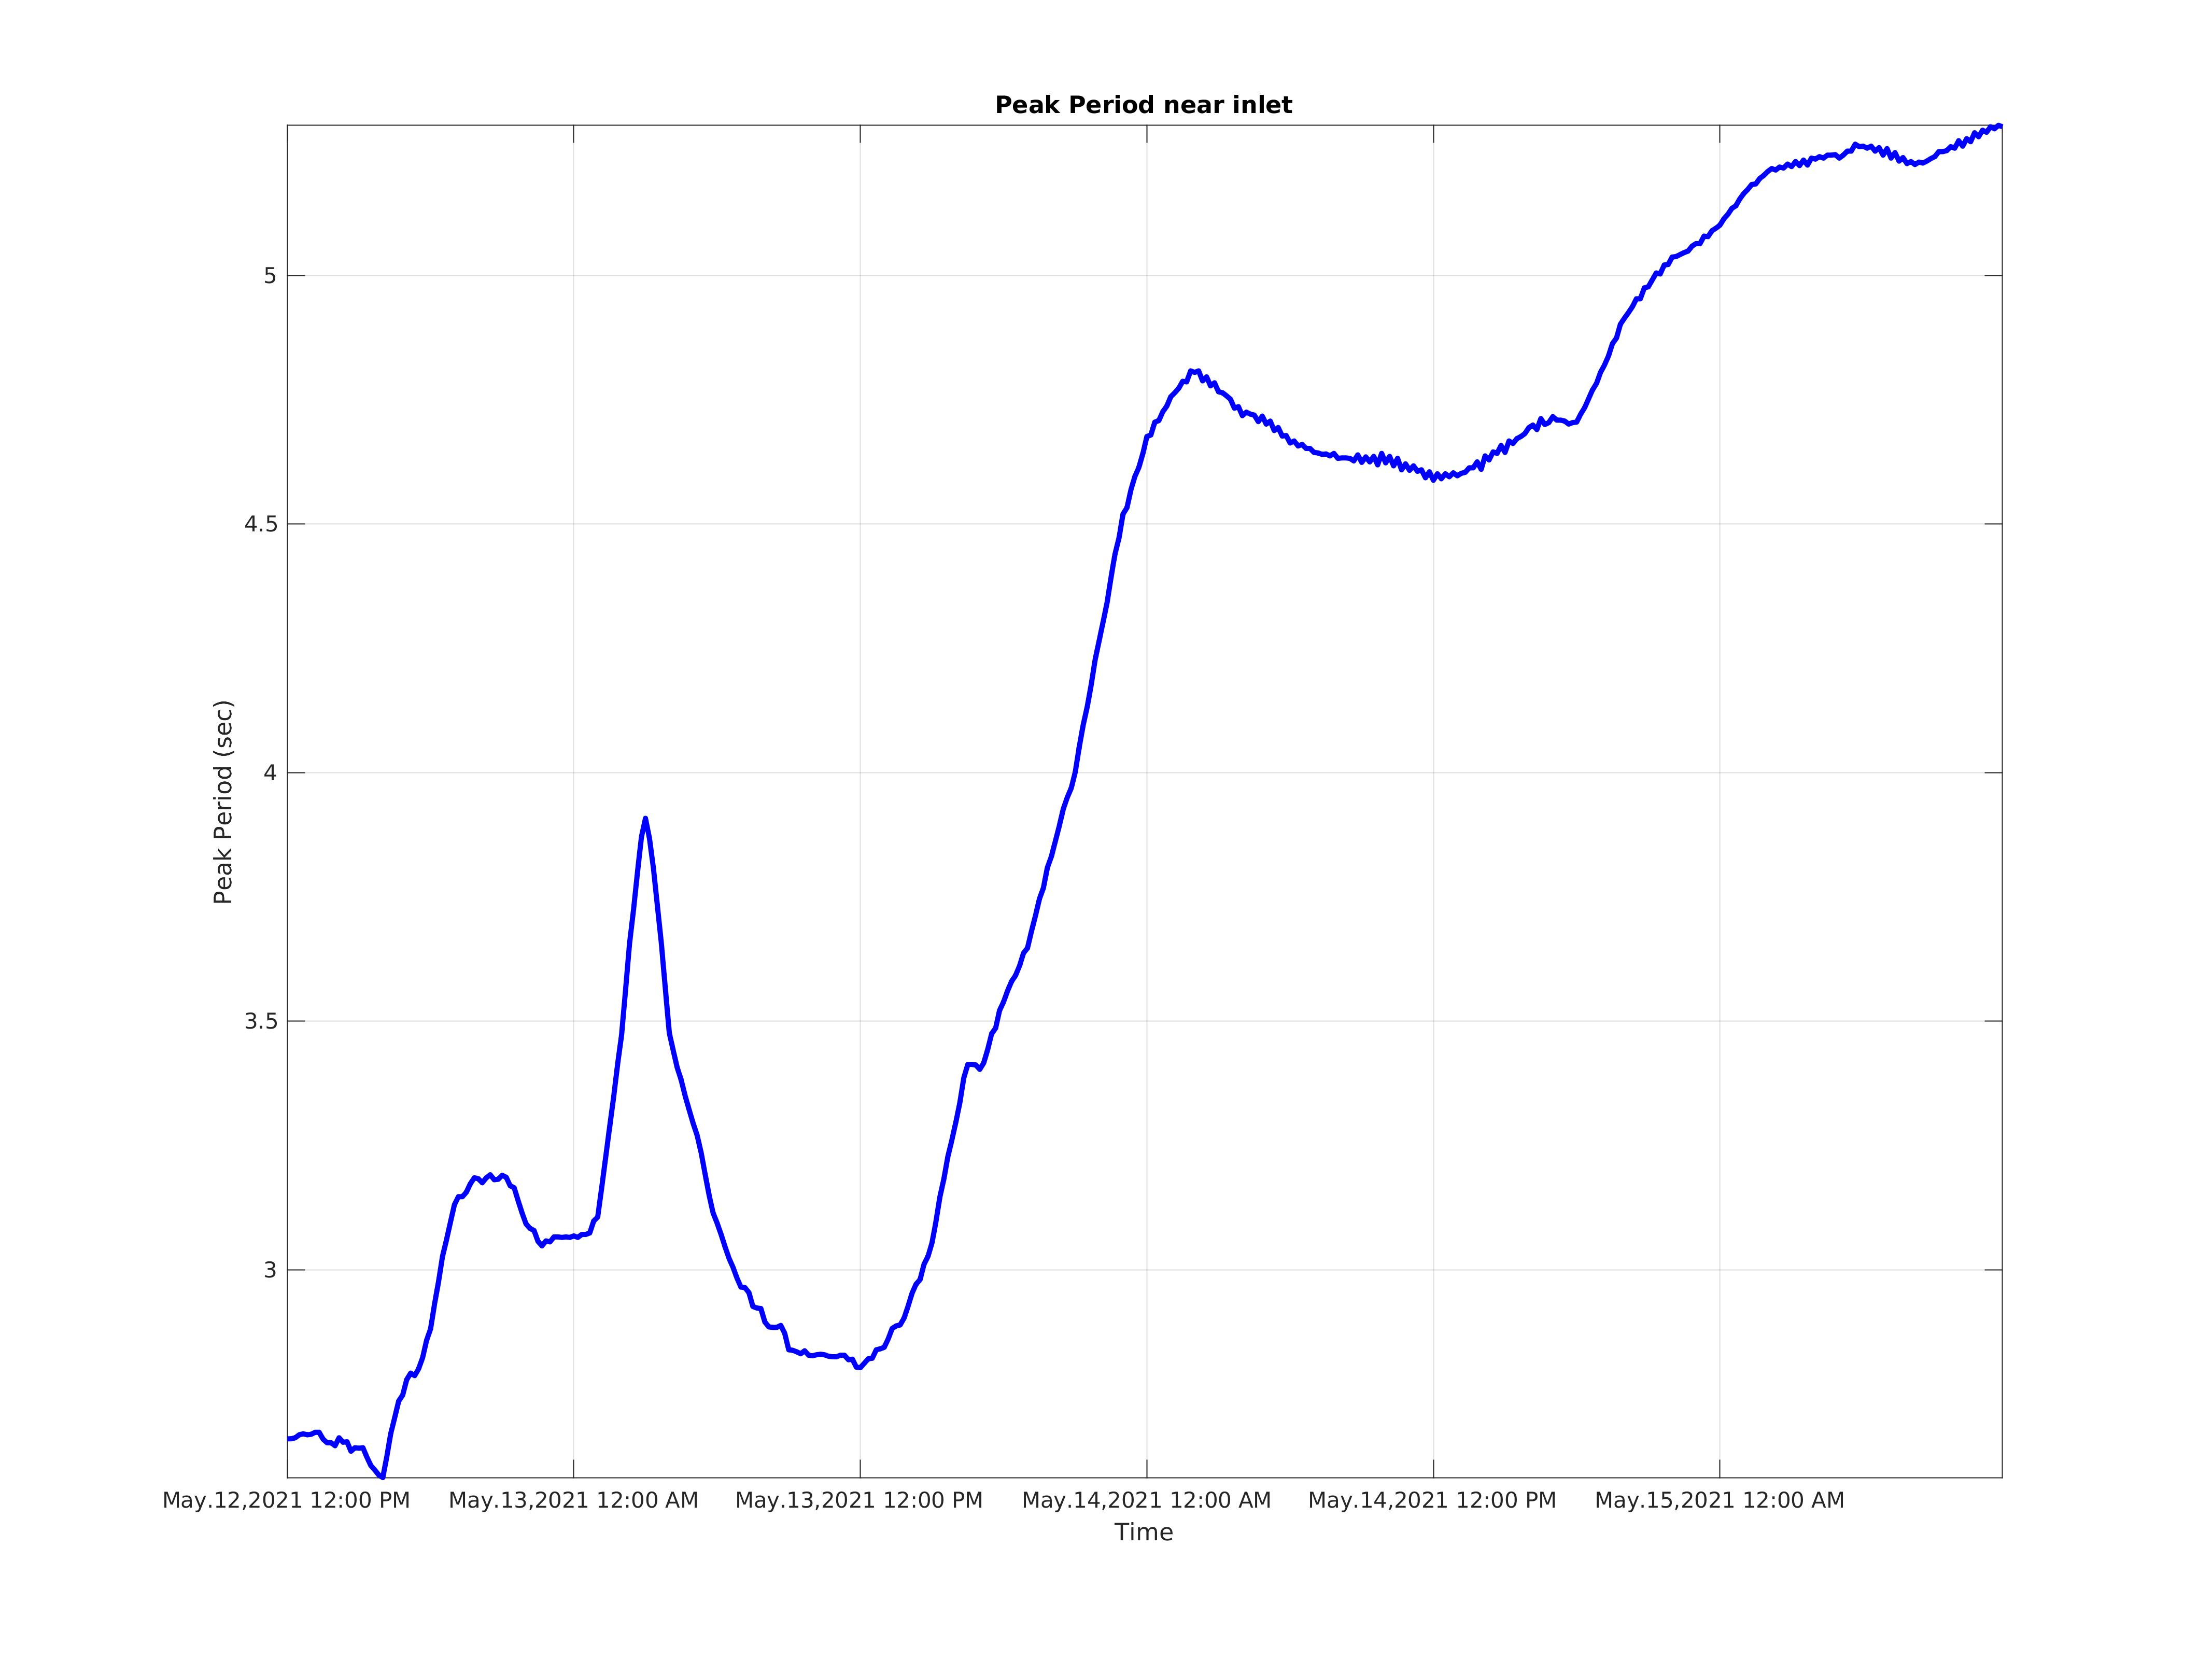 Peak Period near inlet
5
4.5
4
3.5
3
Peak Period (sec)
May.12,2021 12:00 PM May.13,2021 12:00 AM May.13,2021 12:00 PM May.14,2021 12:00 AM May.14,2021 12:00 PM May.15,2021 12:00 AM
Time